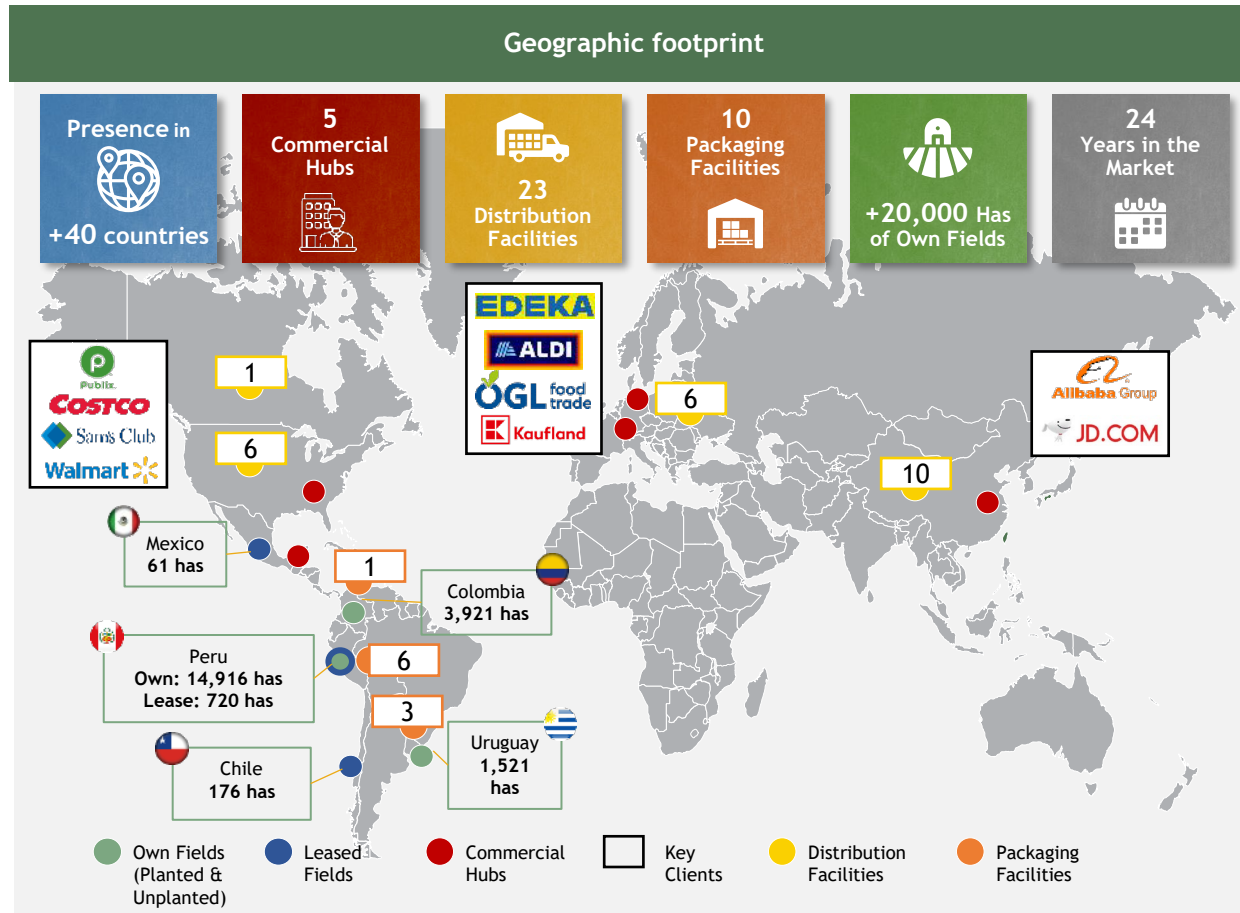 Geographic footprint
Presence in
+40 countries
5
Commercial
Hubs
23
Distribution
Facilities
10
Packaging
Facilities
+20,000 Has
of Own Fields
24
Years in the
Market
Publix.
COSTCO
Sam's Club
Walmart
EDEKA
ALDI
OGL food
trade
Kaufland
Alibaba Group
JD.COM
1
6
6
10
Mexico
61 has
1
Colombia
3,921 has
Peru
Own: 14,916 has
Lease: 720 has
6
3
Chile
176 has
Uruguay
1,521
has
Own Fields
(Planted &
Unplanted)
Leased
Fields
Commercial
Hubs
Key
Clients
Distribution
Facilities
Packaging
Facilities